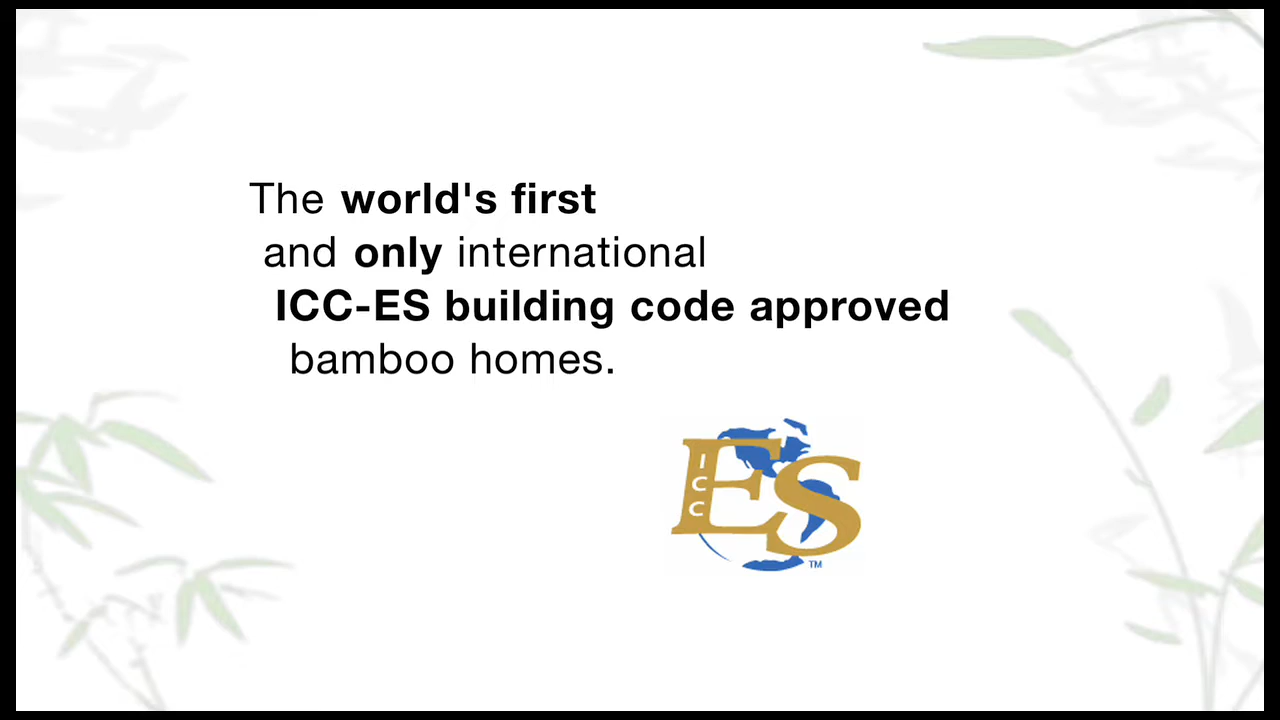 The world's first
and only international
ICC-ES building code approved
bamboo homes.
ICC
ES
TM